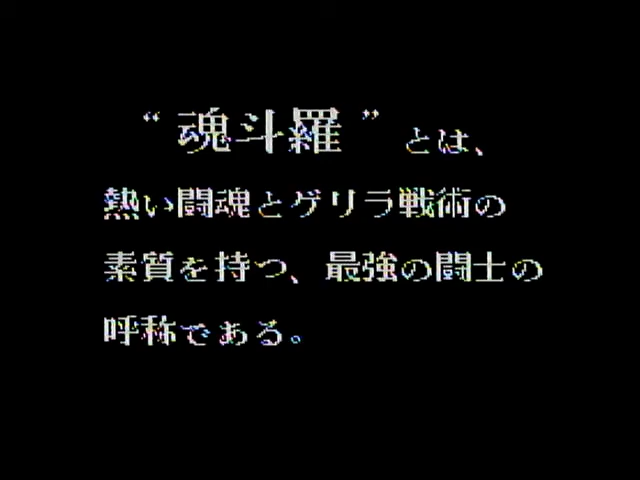 “魂斗羅”とは、
熱い闘魂とゲリラ戦術の
素質を持つ、最強の闘士の
呼称である。